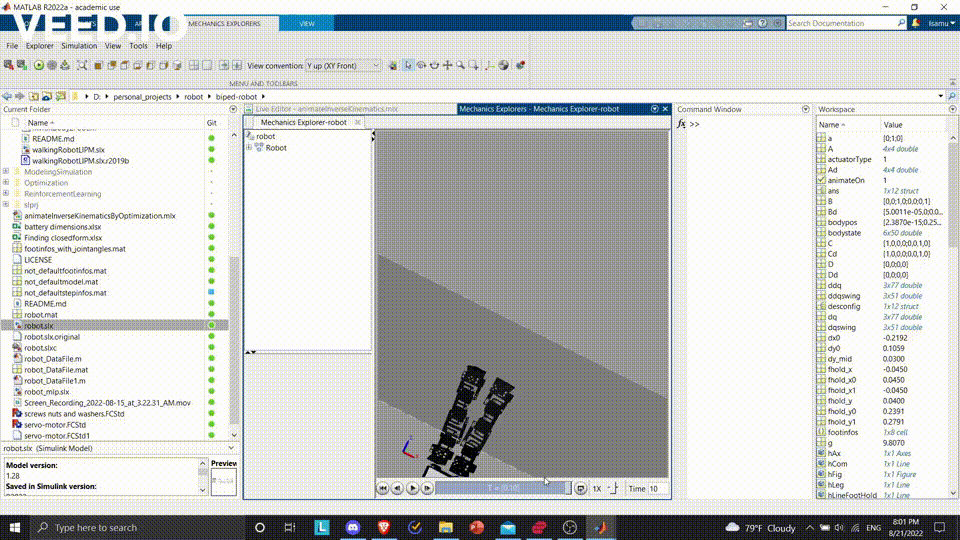 MATLAB R2022a - academic use
VEED.IO
MECHANICS EXPLORERS
VIEW
Search Documentation
Isamu
File Explorer Simulation View Tools Help
View convention: Y up (XY Front)
MENU AND TOOLBARS
D: personal_projects robot biped-robot
Current Folder
Name
Git
README.md
walkingRobotLIPM.slx
walkingRobotLIPM.slx.r2019b
ModelingSimulation
Optimization
ReinforcementLearning
slprj
animateInverseKinematicsByOptimization.mlx
battery dimensions.xlsx
Finding closedform.xlsx
footinfos_with_jointangles.mat
LICENSE
not_defaultfootinfos.mat
not_defaultmodel.mat
not_defaultstepinfos.mat
README.md
robot.mat
robot.slx
robot.slx.original
robot.slxc
robot_DataFile.m
robot_DataFile.mat
robot_DataFile1.m
robot_mlp.slx
Screen_Recording_2022-08-15_at_3.22.31_AM.mov
screws nuts and washers.FCStd
servo-motor.FCStd
servo-motor.FCStd1
robot.slx (Simulink Model)
Model version:
1.28
Saved in Simulink version:
Preview
Live Editor - animateInverseKinematics.mlx
Mechanics Explorers - Mechanics Explorer-robot
Mechanics Explorer-robot
robot
Robot
1X
Time 10
Command Window
fx >>
Workspace
Name Value
a [0;1;0]
A 4x4 double
actuatorType 1
Ad 4x4 double
animateOn 1
ans 1x12 struct
B [0,0;1,0;0,0;0,1]
Bd [5.0011e-05,0;0...
bodypos [2.3870e-15;0.25...
bodystate 6x50 double
C [1,0,0,0;0,0,1,0]
Cd [1,0,0,0;0,0,1,0]
D [0,0;0,0]
Dd [0,0;0,0]
ddq 3x77 double
ddqswing 3x51 double
desconfig 1x12 struct
dq 3x77 double
dqswing 3x51 double
dx0 -0.2192
dy0 0.1059
dy_mid 0.0300
fhold_x -0.0450
fhold_x0 0.0450
fhold_x1 -0.0450
fhold_y 0.0400
fhold_y0 0.2391
fhold_y1 0.2791
footinfos 1x8 cell
g 9.8070
hAx 1x1 Axes
hCom 1x1 Line
hFig 1x1 Figure
hLeg 1x1 Line
hLineFootHold 1x1 Line
Type here to search
29°C Cloudy
ENG
8:01 PM
8/21/2022